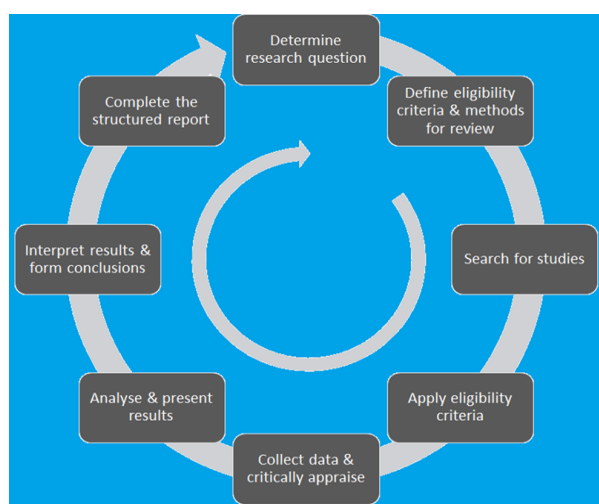 Determine
research question
Define eligibility
criteria & methods
for review
Search for studies
Apply eligibility
criteria
Collect data &
critically appraise
Analyse & present
results
Interpret results &
form conclusions
Complete the
structured report